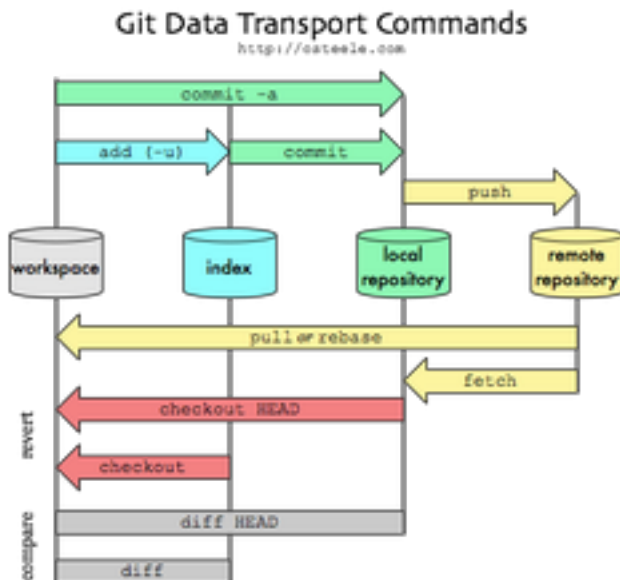 Git Data Transport Commands
http://osteele.com
commit -a
add (-u)
commit
push
workspace
index
local
repository
remote
repository
pull or rebase
fetch
revert
checkout HEAD
checkout
compare
diff HEAD
diff